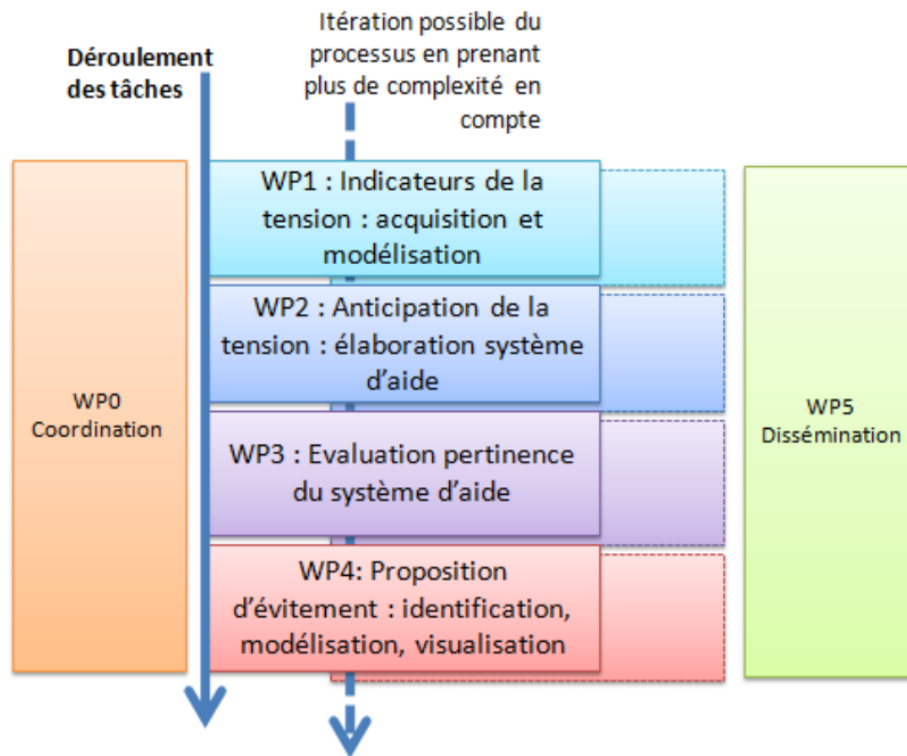 Itération possible du
processus en prenant
plus de complexité en
compte
Déroulement
des tâches
WP0
Coordination
WP1 : Indicateurs de la
tension : acquisition et
modélisation
WP2 : Anticipation de la
tension : élaboration système
d'aide
WP3 : Evaluation pertinence
du système d'aide
WP4: Proposition
d'évitement : identification,
modélisation, visualisation
WP5
Dissémination